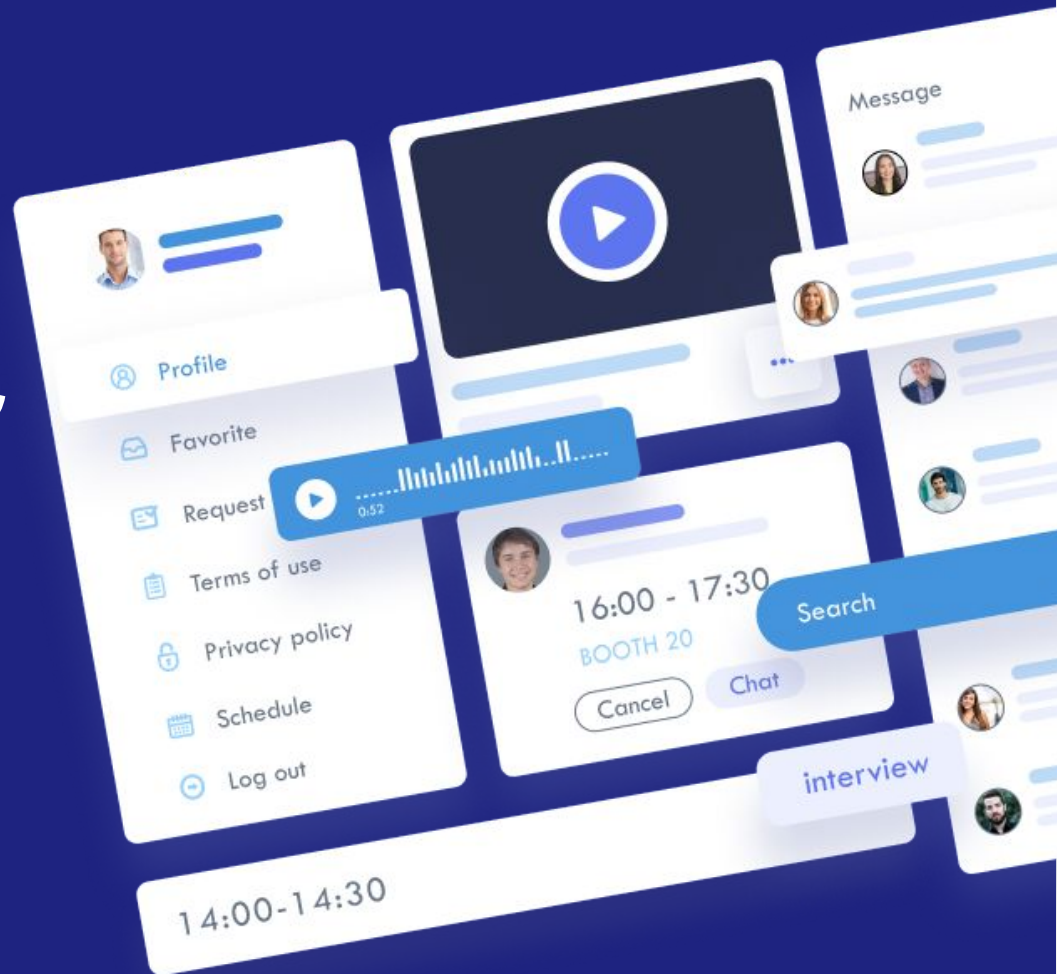 Profile
Favorite
Request
Terms of use
Privacy policy
Schedule
Log out
0:52
16:00 - 17:30
BOOTH 20
Cancel
Chat
Message
Search
interview
14:00-14:30